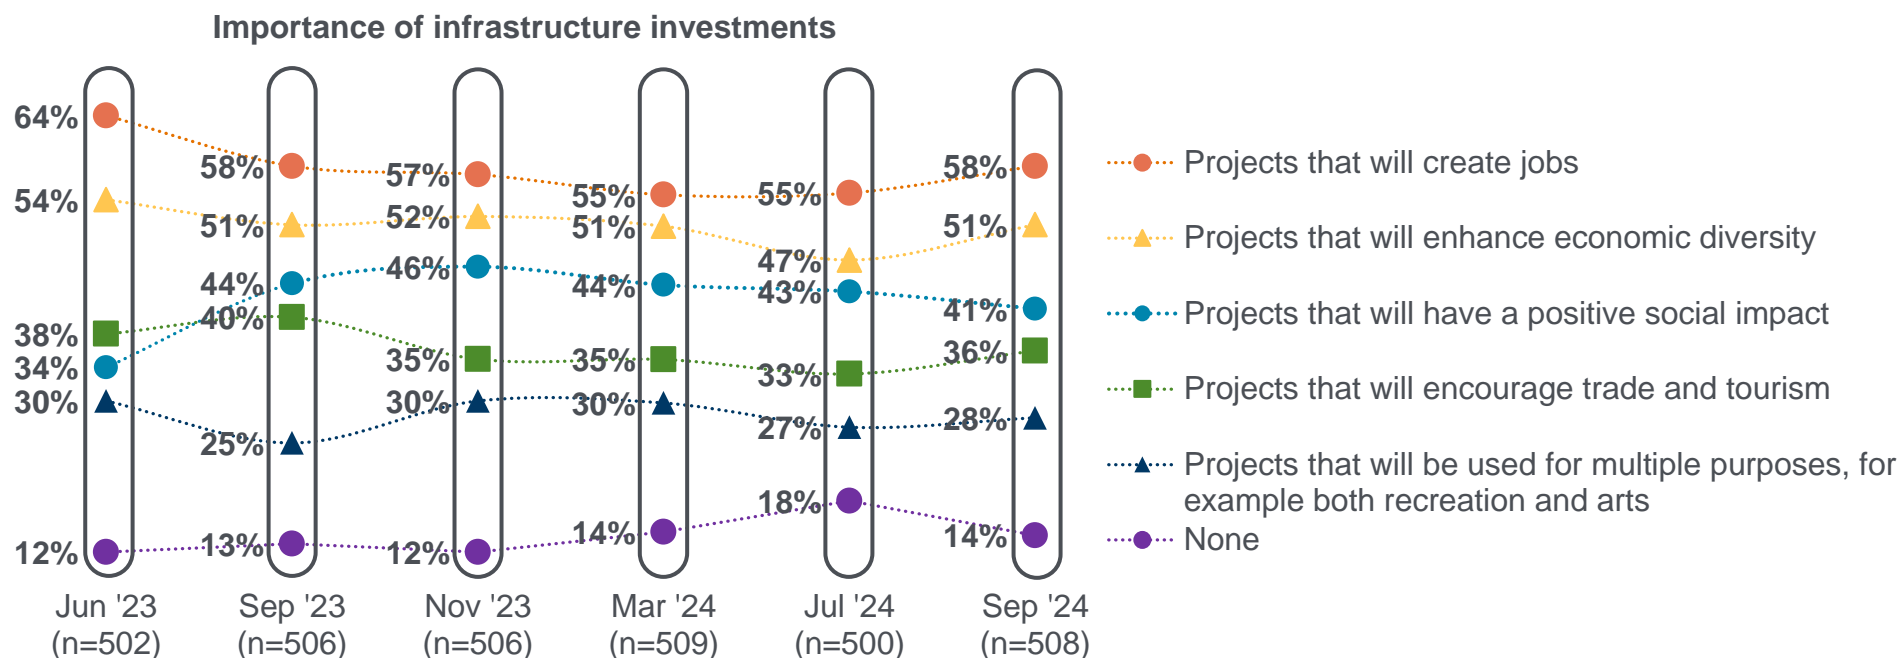 Importance of infrastructure investments
64%
54%
38%
34%
30%
12%
58%
51%
44%
40%
25%
13%
57%
52%
46%
35%
30%
12%
55%
51%
44%
35%
30%
14%
55%
47%
43%
33%
27%
18%
58%
51%
41%
36%
28%
14%
Jun '23
(n=502)
Sep '23
(n=506)
Nov '23
(n=506)
Mar '24
(n=509)
Jul '24
(n=500)
Sep '24
(n=508)
Projects that will create jobs
Projects that will enhance economic diversity
Projects that will have a positive social impact
Projects that will encourage trade and tourism
Projects that will be used for multiple purposes, for
example both recreation and arts
None